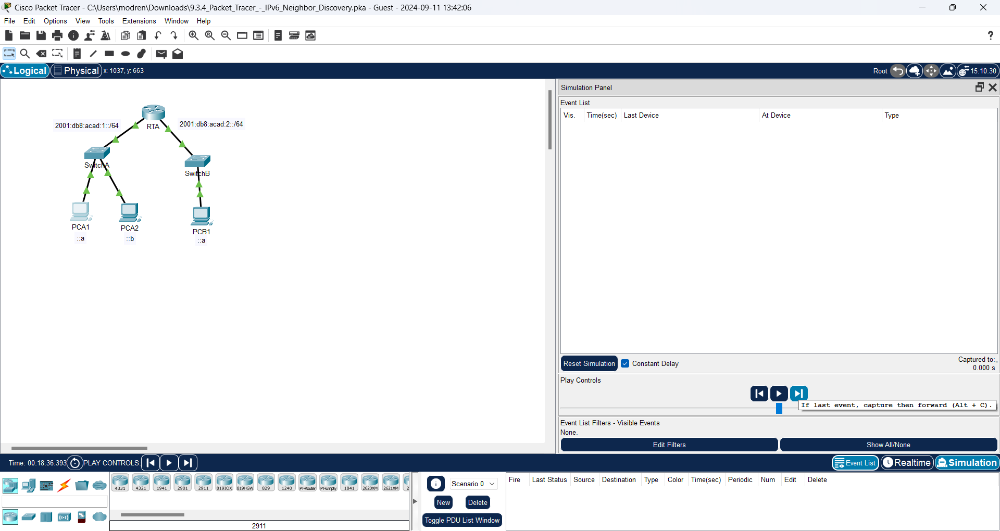 Cisco Packet Tracer - C:\Users\modren\Downloads\9.3.4_Packet_Tracer_-_IPv6_Neighbor_Discovery.pka - Guest - 2024-09-11 13:42:06
File Edit Options View Tools Extensions Window Help
?
Logical Physical x: 1037, y: 663 Root 15:10:30
Simulation Panel
Event List
Vis. Time(sec) Last Device At Device Type
2001:db8:acad:1::/64
RTA
2001:db8:acad:2::/64
SwitchA
SwitchB
PCA1
PCA2
PCB1
::a
::b
::a
Reset Simulation Constant Delay
Captured to:
0.000 s
Play Controls
If last event, capture then forward (Alt + C).
Event List Filters - Visible Events
None.
Edit Filters Show All/None
Time: 00:18:36.393 PLAY CONTROLS: Event List Realtime Simulation
4331 4321 1941 2901 2911 819IOX 819HGW 829 1240 PT-Router PT-Empty 1841 2620XM 2621XM 2
2911
Scenario 0
New Delete
Toggle PDU List Window
Fire Last Status Source Destination Type Color Time(sec) Periodic Num Edit Delete